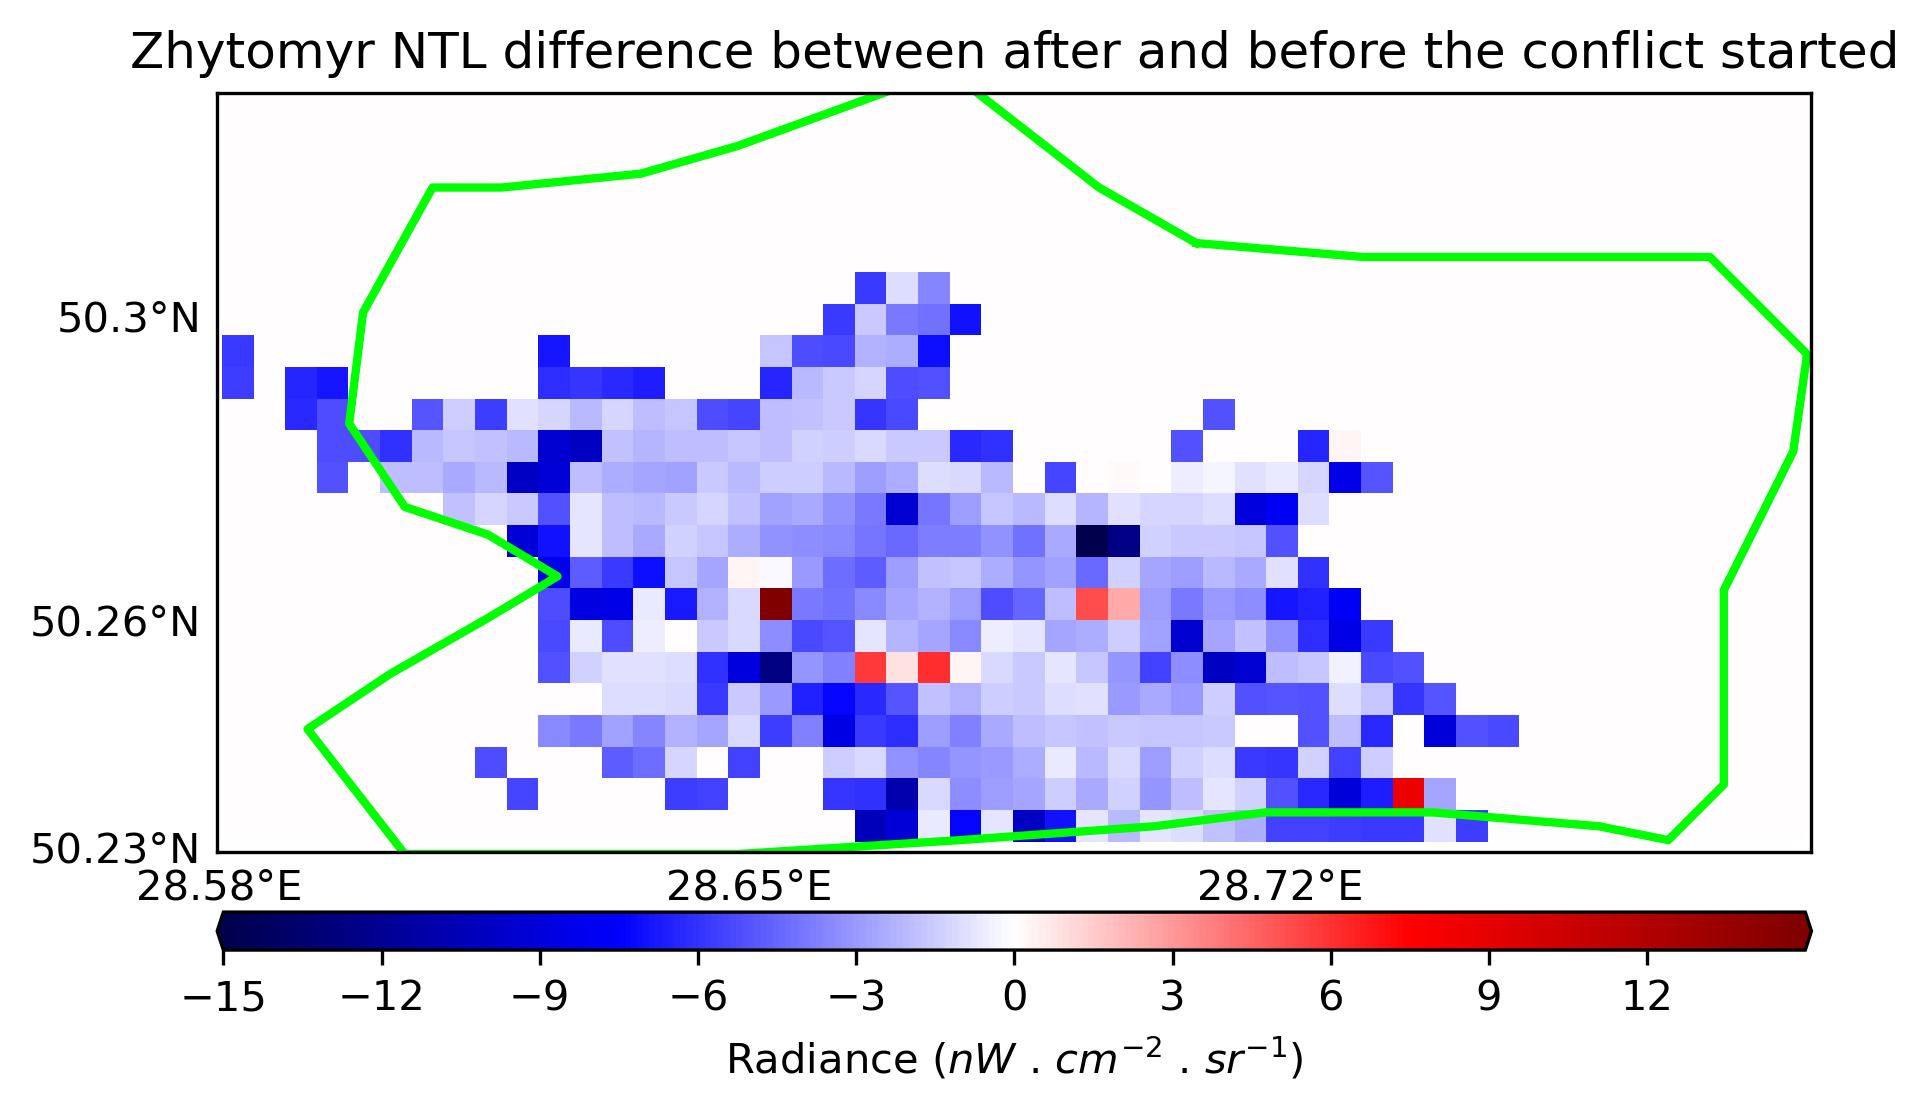 Zhytomyr NTL difference between after and before the conflict started
50.3°N
50.26°N
50.23°N
28.58°E 28.65°E 28.72°E
−15 −12 −9 −6 −3 0 3 6 9 12
Radiance (nW . cm⁻² . sr⁻¹)